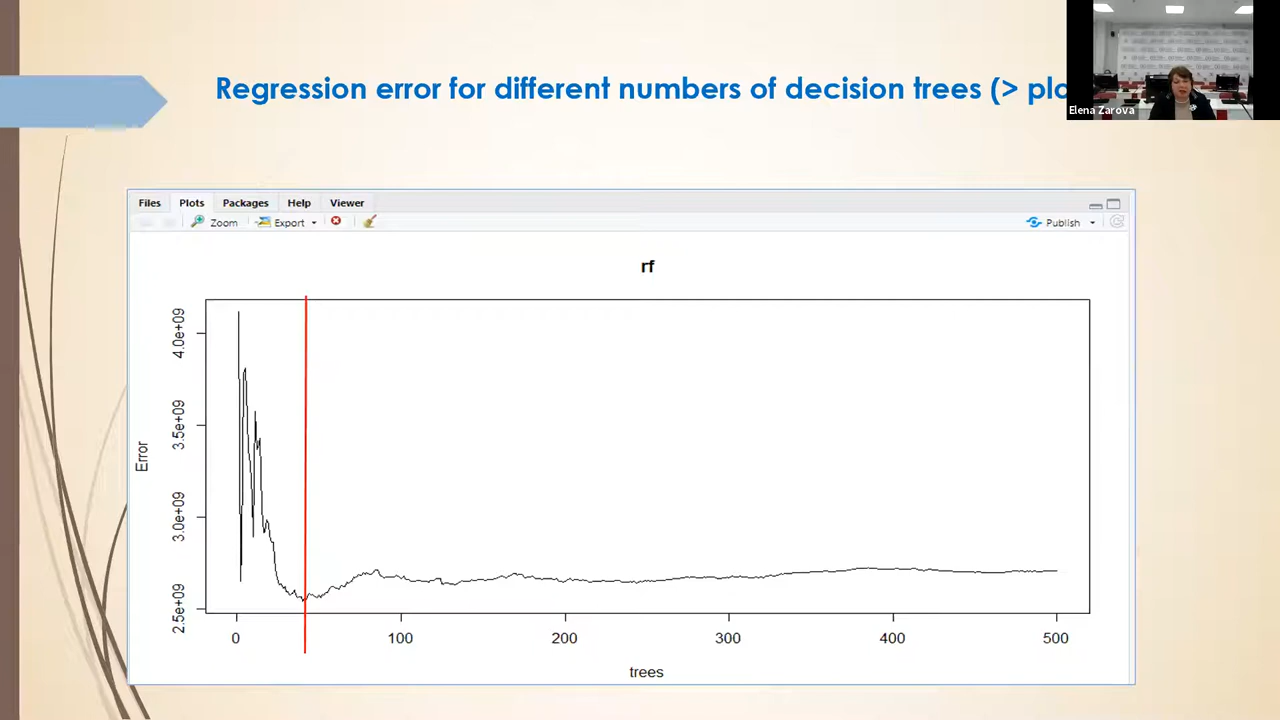 Regression error for different numbers of decision trees (> plo
Elena Zarova
Files Plots Packages Help Viewer
Zoom Export Publish
rf
4.0e+09
3.5e+09
3.0e+09
2.5e+09
Error
0 100 200 300 400 500
trees